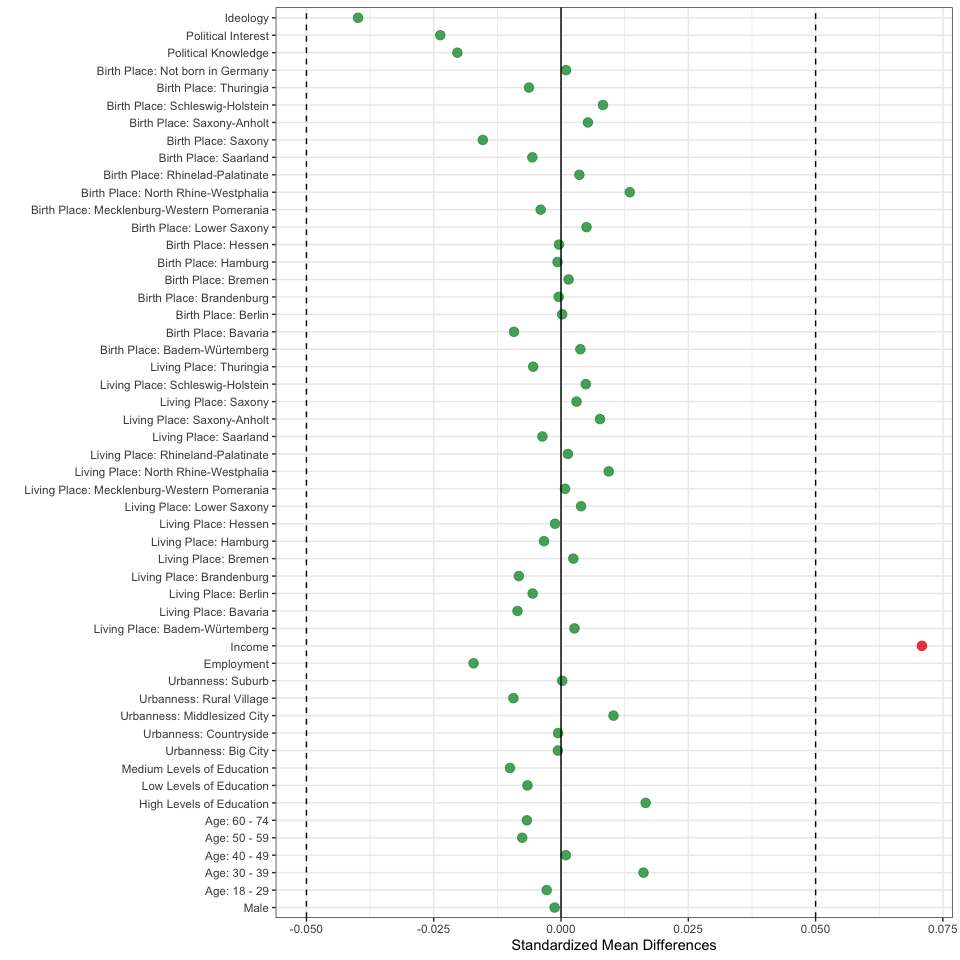 Ideology
Political Interest
Political Knowledge
Birth Place: Not born in Germany
Birth Place: Thuringia
Birth Place: Schleswig-Holstein
Birth Place: Saxony-Anholt
Birth Place: Saxony
Birth Place: Saarland
Birth Place: Rhinelad-Palatinate
Birth Place: North Rhine-Westphalia
Birth Place: Mecklenburg-Western Pomerania
Birth Place: Lower Saxony
Birth Place: Hessen
Birth Place: Hamburg
Birth Place: Bremen
Birth Place: Brandenburg
Birth Place: Berlin
Birth Place: Bavaria
Birth Place: Badem-Würtemberg
Living Place: Thuringia
Living Place: Schleswig-Holstein
Living Place: Saxony
Living Place: Saxony-Anholt
Living Place: Saarland
Living Place: Rhineland-Palatinate
Living Place: North Rhine-Westphalia
Living Place: Mecklenburg-Western Pomerania
Living Place: Lower Saxony
Living Place: Hessen
Living Place: Hamburg
Living Place: Bremen
Living Place: Brandenburg
Living Place: Berlin
Living Place: Bavaria
Living Place: Badem-Würtemberg
Income
Employment
Urbanness: Suburb
Urbanness: Rural Village
Urbanness: Middlesized City
Urbanness: Countryside
Urbanness: Big City
Medium Levels of Education
Low Levels of Education
High Levels of Education
Age: 60 - 74
Age: 50 - 59
Age: 40 - 49
Age: 30 - 39
Age: 18 - 29
Male
-0.050 -0.025 0.000 0.025 0.050 0.075
Standardized Mean Differences